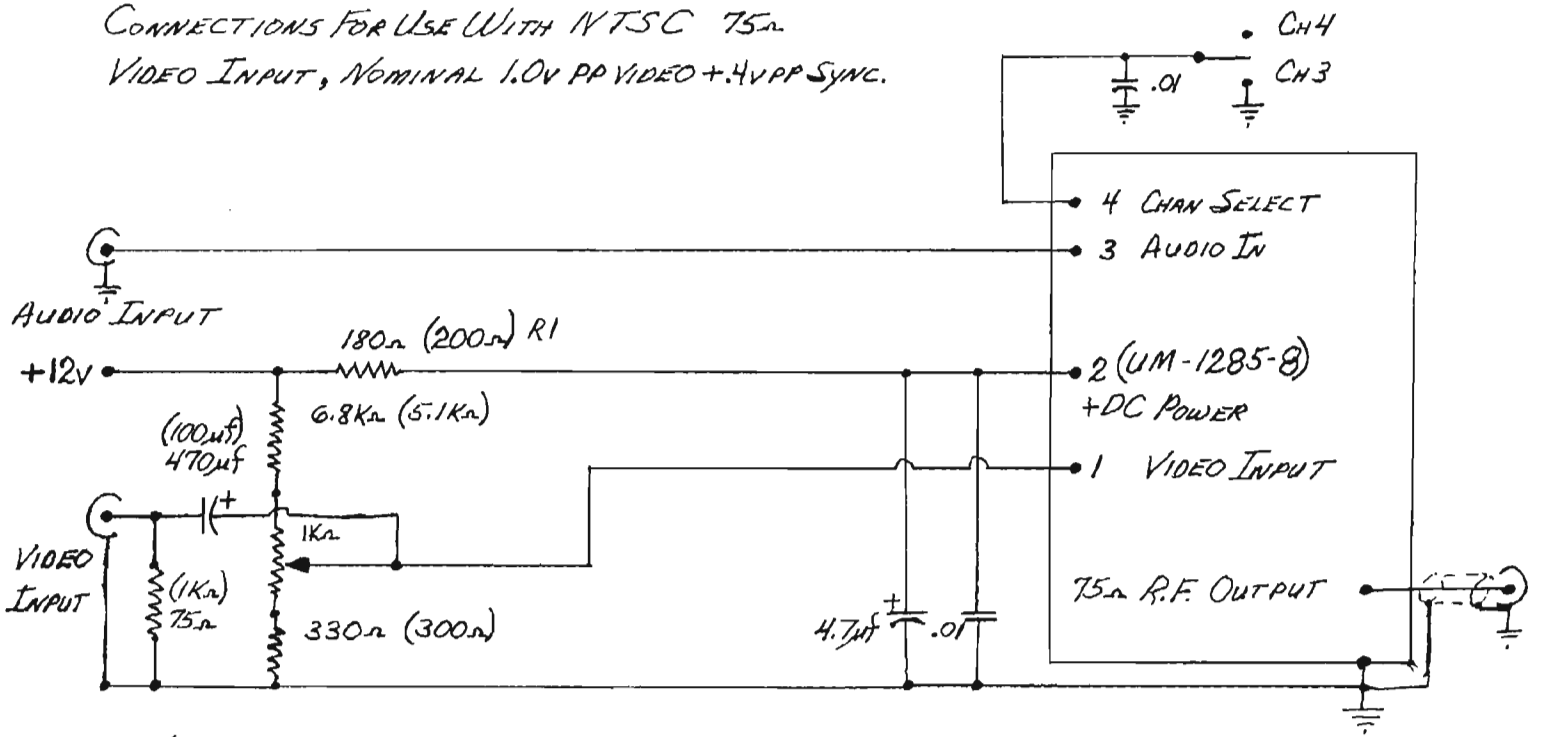 CONNECTIONS FOR USE WITH NTSC 75Ω
VIDEO INPUT, NOMINAL 1.0V PP VIDEO + .4V PP SYNC.
CH4
CH3
.01
4 CHAN SELECT
3 AUDIO IN
AUDIO INPUT
180Ω (200Ω) R1
+12V
2 (UM-1285-8)
+DC POWER
6.8KΩ (5.1KΩ)
(100µf)
470µf
1 VIDEO INPUT
+
1KΩ
VIDEO
INPUT
(1KΩ)
75Ω
330Ω (300Ω)
+
4.7µf
.01
75Ω R.F. OUTPUT